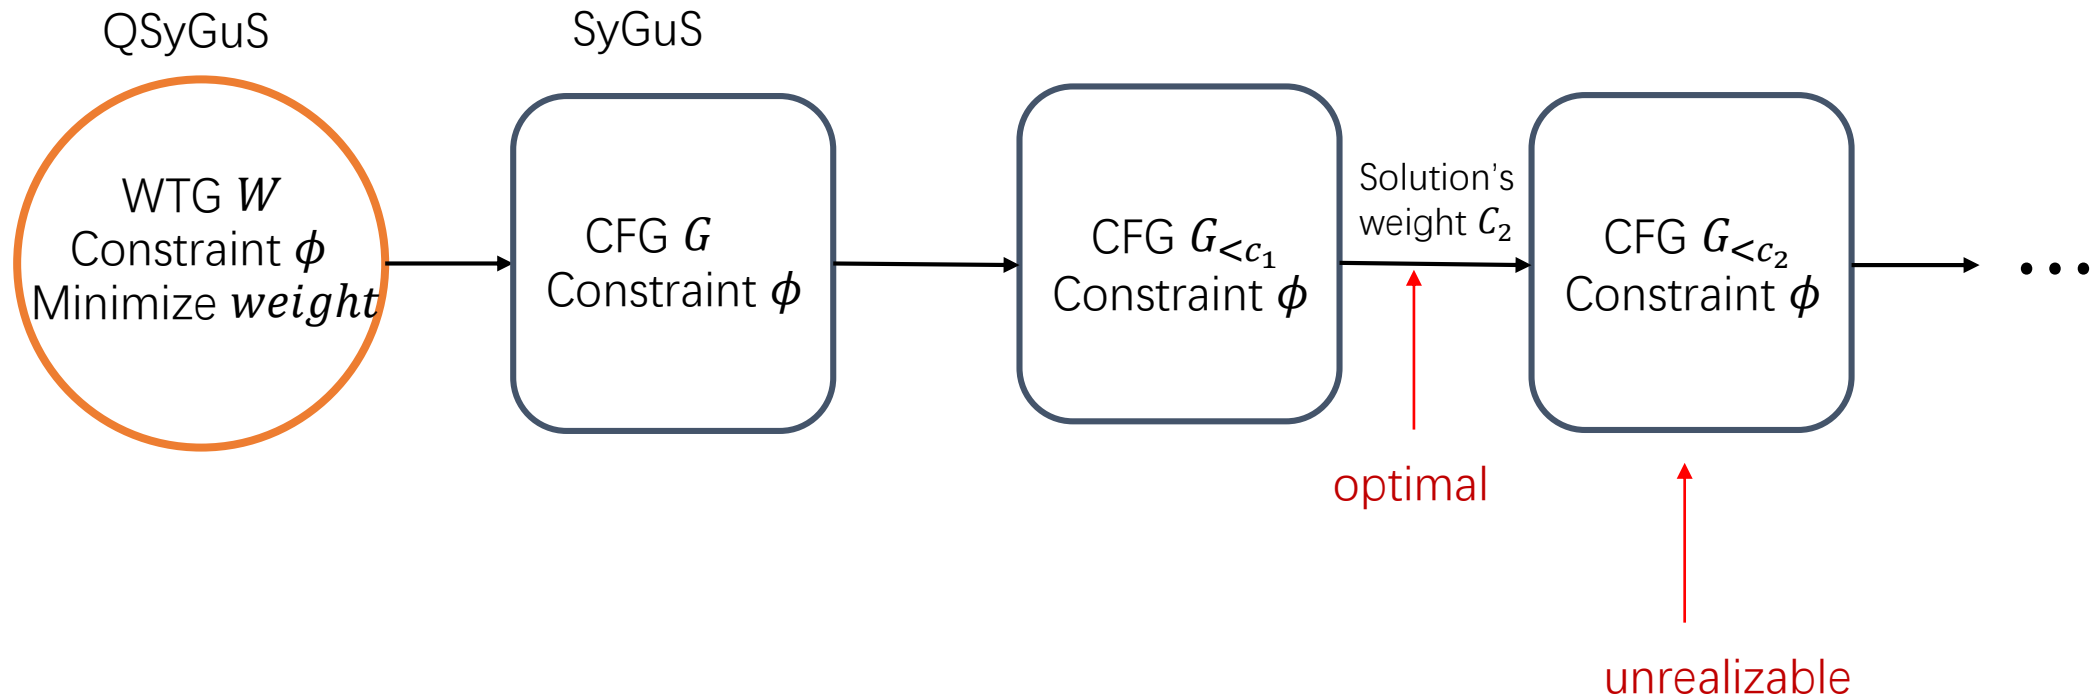 QSyGuS
SyGuS
WTG W
Constraint ϕ
Minimize weight
CFG G
Constraint ϕ
CFG G<c₁
Constraint ϕ
Solution's
weight C₂
CFG G<c₂
Constraint ϕ
...
optimal
unrealizable